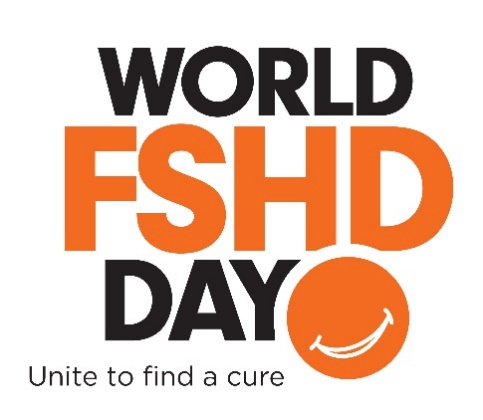 WORLD
FSHD
DAY
Unite to find a cure